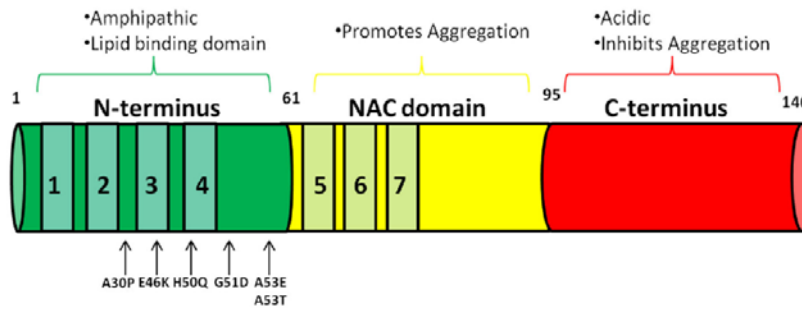 •Amphipathic
•Lipid binding domain
•Promotes Aggregation
•Acidic
•Inhibits Aggregation
1
N-terminus
61
NAC domain
95
C-terminus
140
1 2 3 4 5 6 7
A30P E46K H50Q G51D A53E
A53T